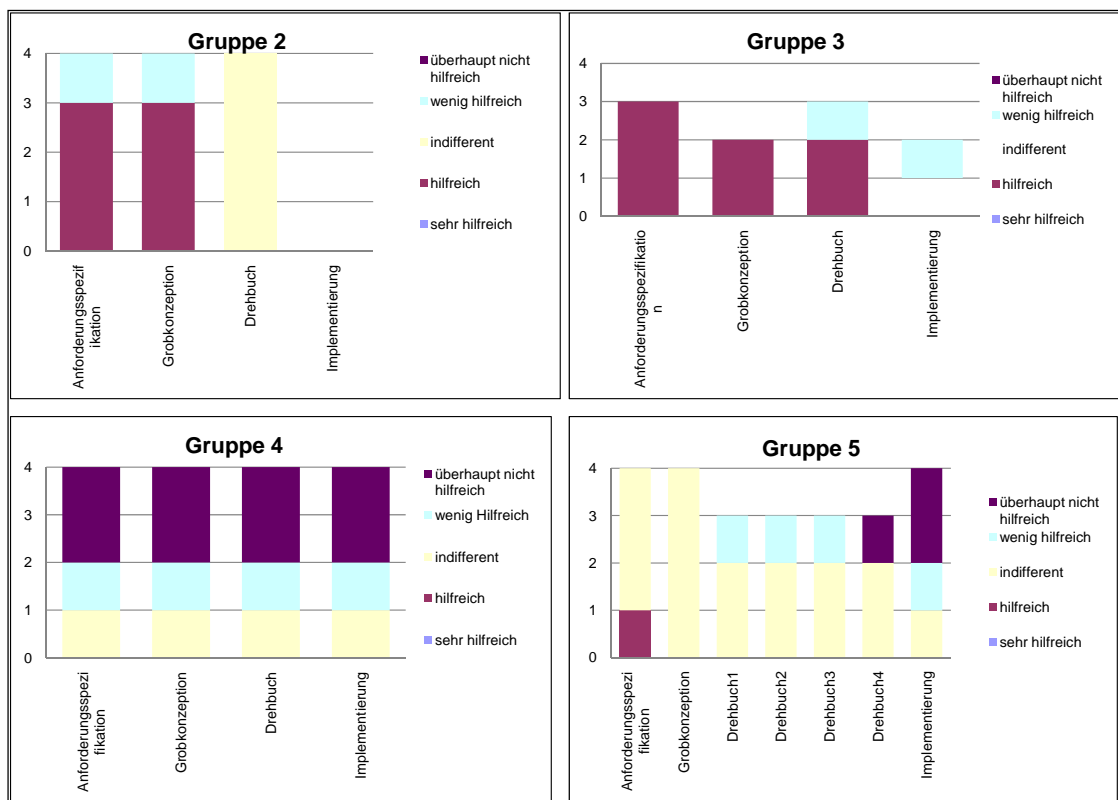 Gruppe 2
4
3
2
1
0
Anforderungsspezif
ikation
Grobkonzeption
Drehbuch
Implementierung
überhaupt nicht
hilfreich
wenig hilfreich
indifferent
hilfreich
sehr hilfreich
Gruppe 3
4
3
2
1
0
Anforderungsspezifikatio
n
Grobkonzeption
Drehbuch
Implementierung
überhaupt nicht
hilfreich
wenig hilfreich
indifferent
hilfreich
sehr hilfreich
Gruppe 4
4
3
2
1
0
Anforderungsspezi
fikation
Grobkonzeption
Drehbuch
Implementierung
überhaupt nicht
hilfreich
wenig Hilfreich
indifferent
hilfreich
sehr hilfreich
Gruppe 5
4
3
2
1
0
Anforderungsspezi
fikation
Grobkonzeption
Drehbuch1
Drehbuch2
Drehbuch3
Drehbuch4
Implementierung
überhaupt nicht
hilfreich
wenig hilfreich
indifferent
hilfreich
sehr hilfreich